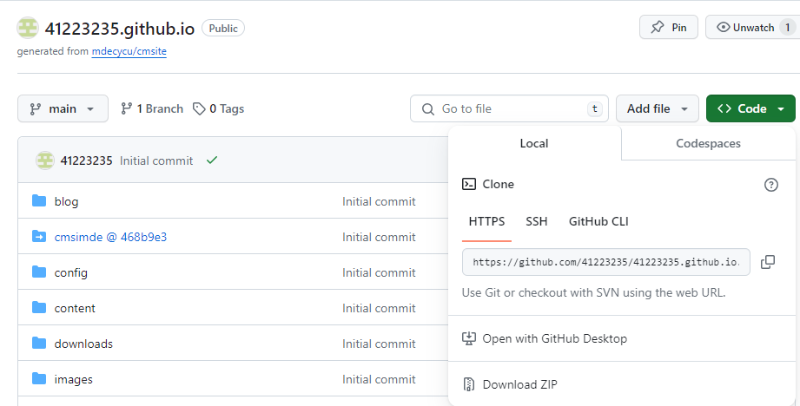 41223235.github.io Public Pin Unwatch 1
generated from mdecycu/cmsite
main 1 Branch 0 Tags Go to file t Add file <> Code
Local Codespaces
41223235 Initial commit
Clone
blog Initial commit
HTTPS SSH GitHub CLI
cmsimde @ 468b9e3 Initial commit
https://github.com/41223235/41223235.github.io.
config Initial commit
Use Git or checkout with SVN using the web URL.
content Initial commit
Open with GitHub Desktop
downloads Initial commit
images Initial commit
Download ZIP